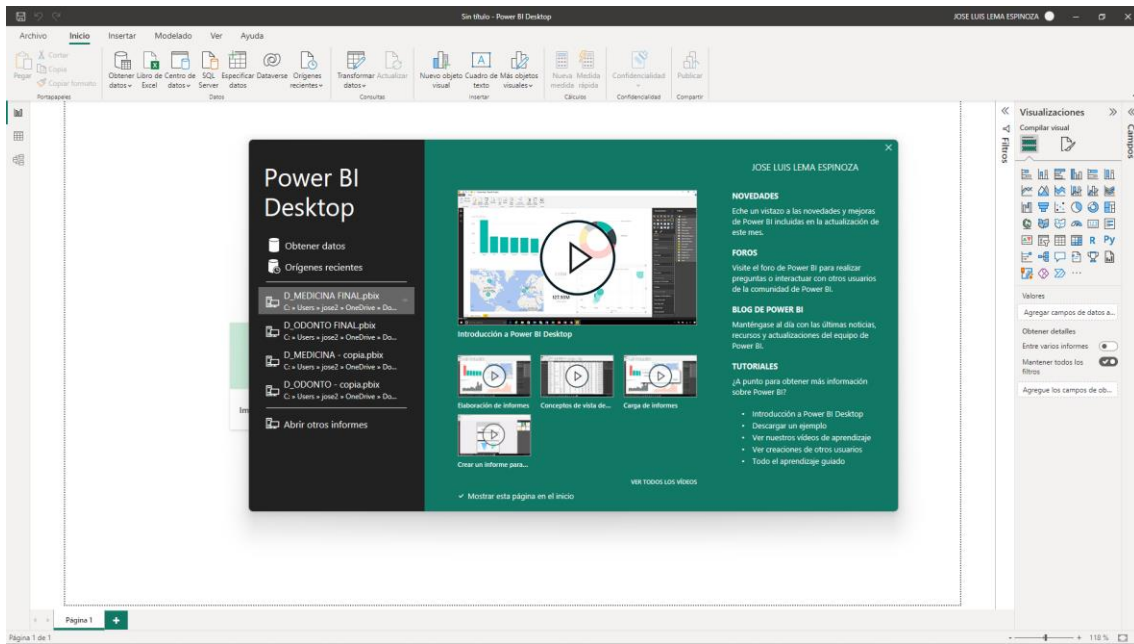 Sin título - Power BI Desktop
JOSE LUIS LEMA ESPINOZA
Archivo Inicio Insertar Modelado Ver Ayuda
Pegar
Cortar
Copia
Copiar formato
Portapapeles
Obtener datos
Libro de Excel
Centro de datos
SQL Server
Especificar datos
Dataverse
Orígenes recientes
Datos
Transformar datos
Actualizar
Consultas
Nuevo objeto visual
Cuadro de texto
Más objetos visuales
Insertar
Nueva medida
Medida rápida
Cálculos
Confidencialidad
Confidencialidad
Publicar
Compartir
Power BI
Desktop
Obtener datos
Orígenes recientes
D_MEDICINA FINAL.pbix
C: » Users » jose2 » OneDrive » Do...
D_ODONTO FINAL.pbix
C: » Users » jose2 » OneDrive » Do...
D_MEDICINA - copia.pbix
C: » Users » jose2 » OneDrive » Do...
D_ODONTO - copia.pbix
C: » Users » jose2 » OneDrive » Do...
Abrir otros informes
Im
Introducción a Power BI Desktop
Elaboración de informes
Conceptos de vista de...
Carga de informes
Crear un informe para...
VER TODOS LOS VÍDEOS
Mostrar esta página en el inicio
JOSE LUIS LEMA ESPINOZA
NOVEDADES
Eche un vistazo a las novedades y mejoras
de Power BI incluidas en la actualización de
este mes.
FOROS
Visite el foro de Power BI para realizar
preguntas o interactuar con otros usuarios
de la comunidad de Power BI.
BLOG DE POWER BI
Manténgase al día con las últimas noticias,
recursos y actualizaciones del equipo de
Power BI.
TUTORIALES
¿A punto para obtener más información
sobre Power BI?
• Introducción a Power BI Desktop
• Descargar un ejemplo
• Ver nuestros vídeos de aprendizaje
• Ver creaciones de otros usuarios
• Todo el aprendizaje guiado
Filtros
Visualizaciones
Compilar visual
R Py
Valores
Agregar campos de datos a...
Obtener detalles
Entre varios informes
Mantener todos los
filtros
Agregue los campos de ob...
Campos
Página 1
Página 1 de 1
118 %